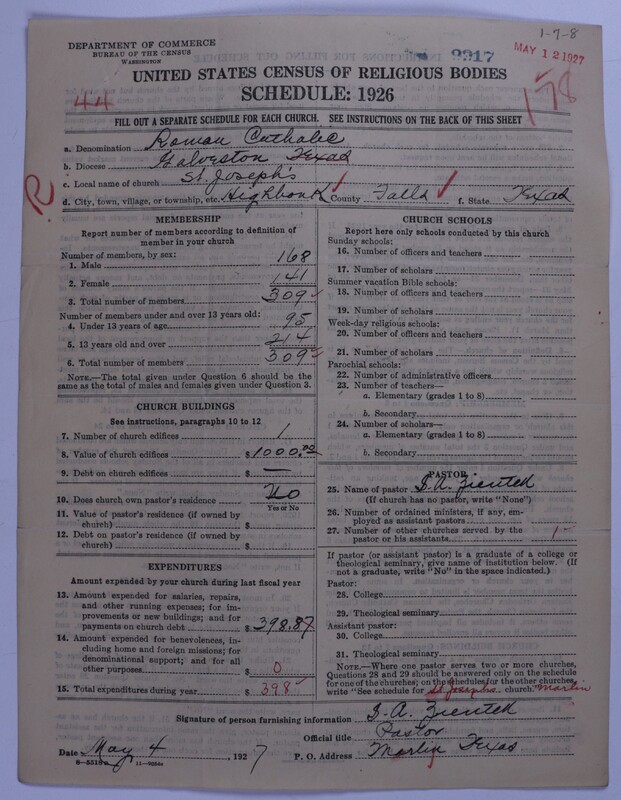 1-7-8
DEPARTMENT OF COMMERCE
BUREAU OF THE CENSUS
WASHINGTON
9917
MAY 12 1927
UNITED STATES CENSUS OF RELIGIOUS BODIES
SCHEDULE: 1926
44
178
FILL OUT A SEPARATE SCHEDULE FOR EACH CHURCH. SEE INSTRUCTIONS ON THE BACK OF THIS SHEET
a. Denomination Roman Catholic
b. Diocese Galveston Texas
c. Local name of church St. Joseph's
R
d. City, town, village, or township, etc. Highbank County Falls f. State Texas
MEMBERSHIP
Report number of members according to definition of member in your church
Number of members, by sex:
1. Male 168
2. Female 141
3. Total number of members 309
Number of members under and over 13 years old:
4. Under 13 years of age 95
5. 13 years old and over 214
6. Total number of members 309
NOTE.—The total given under Question 6 should be the same as the total of males and females given under Question 3.
CHURCH BUILDINGS
See instructions, paragraphs 10 to 12
7. Number of church edifices 1
8. Value of church edifices $1000.00
9. Debt on church edifices $ —
10. Does church own pastor's residence No
Yes or No
11. Value of pastor's residence (if owned by church) $
12. Debt on pastor's residence (if owned by church) $
EXPENDITURES
Amount expended by your church during last fiscal year
13. Amount expended for salaries, repairs, and other running expenses; for improvements or new buildings; and for payments on church debt $398.87
14. Amount expended for benevolences, including home and foreign missions; for denominational support; and for all other purposes $ 0
15. Total expenditures during year $ 398
CHURCH SCHOOLS
Report here only schools conducted by this church
Sunday schools:
16. Number of officers and teachers
17. Number of scholars
Summer vacation Bible schools:
18. Number of officers and teachers
19. Number of scholars
Week-day religious schools:
20. Number of officers and teachers
21. Number of scholars
Parochial schools:
22. Number of administrative officers
23. Number of teachers—
a. Elementary (grades 1 to 8)
b. Secondary
24. Number of scholars—
a. Elementary (grades 1 to 8)
b. Secondary
PASTOR
25. Name of pastor S. A. Zientek
(If church has no pastor, write "None")
26. Number of ordained ministers, if any, employed as assistant pastors
27. Number of other churches served by the pastor or his assistants 1
If pastor (or assistant pastor) is a graduate of a college or theological seminary, give name of institution below. (If not a graduate, write "No" in the space indicated.)
Pastor:
28. College
29. Theological seminary
Assistant pastor:
30. College
31. Theological seminary
NOTE.—Where one pastor serves two or more churches, Questions 28 and 29 should be answered only on the schedule for one of the churches; on the schedules for the other churches, write "See schedule for St Josephs church. Marlin
Signature of person furnishing information S. A. Zientek
Official title Pastor
Date May 4, 1927 P. O. Address Marlin Texas